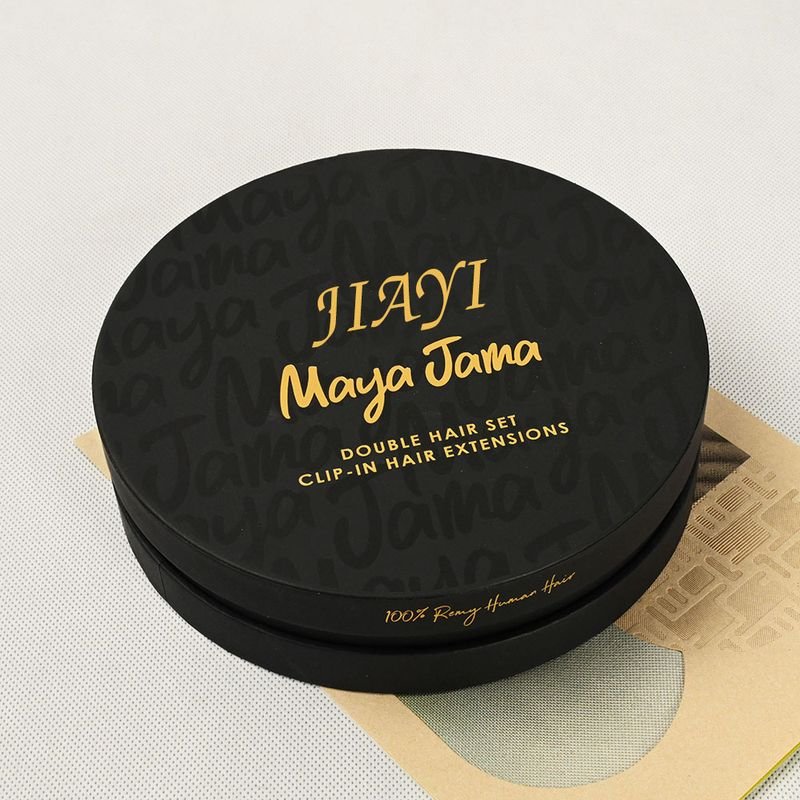 JIAYI
Maya Jama
DOUBLE HAIR SET
CLIP-IN HAIR EXTENSIONS
100% Remy Human Hair